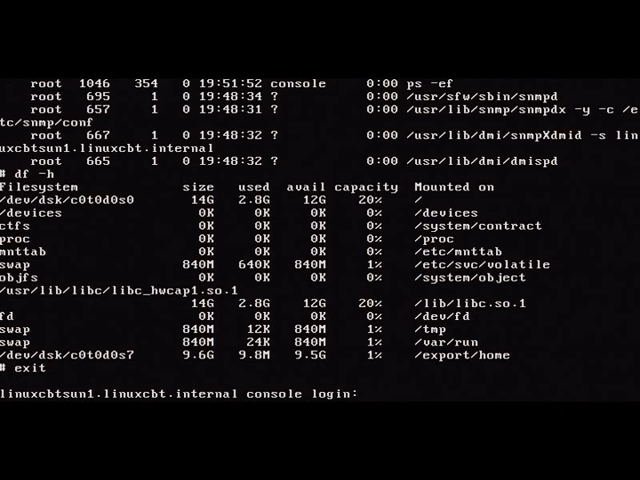 root 1046 354 0 19:51:52 console 0:00 ps -ef
root 695 1 0 19:48:34 ? 0:00 /usr/sfw/sbin/snmpd
root 657 1 0 19:48:31 ? 0:00 /usr/lib/snmp/snmpdx -y -c /e
tc/snmp/conf
root 667 1 0 19:48:32 ? 0:00 /usr/lib/dmi/snmpXdmid -s lin
uxcbtsun1.linuxcbt.internal
root 665 1 0 19:48:32 ? 0:00 /usr/lib/dmi/dmispd
# df -h
Filesystem size used avail capacity Mounted on
/dev/dsk/c0t0d0s0 14G 2.8G 12G 20% /
/devices 0K 0K 0K 0% /devices
ctfs 0K 0K 0K 0% /system/contract
proc 0K 0K 0K 0% /proc
mnttab 0K 0K 0K 0% /etc/mnttab
swap 840M 640K 840M 1% /etc/svc/volatile
objfs 0K 0K 0K 0% /system/object
/usr/lib/libc/libc_hwcap1.so.1
14G 2.8G 12G 20% /lib/libc.so.1
fd 0K 0K 0K 0% /dev/fd
swap 840M 12K 840M 1% /tmp
swap 840M 24K 840M 1% /var/run
/dev/dsk/c0t0d0s7 9.6G 9.8M 9.5G 1% /export/home
# exit
linuxcbtsun1.linuxcbt.internal console login: